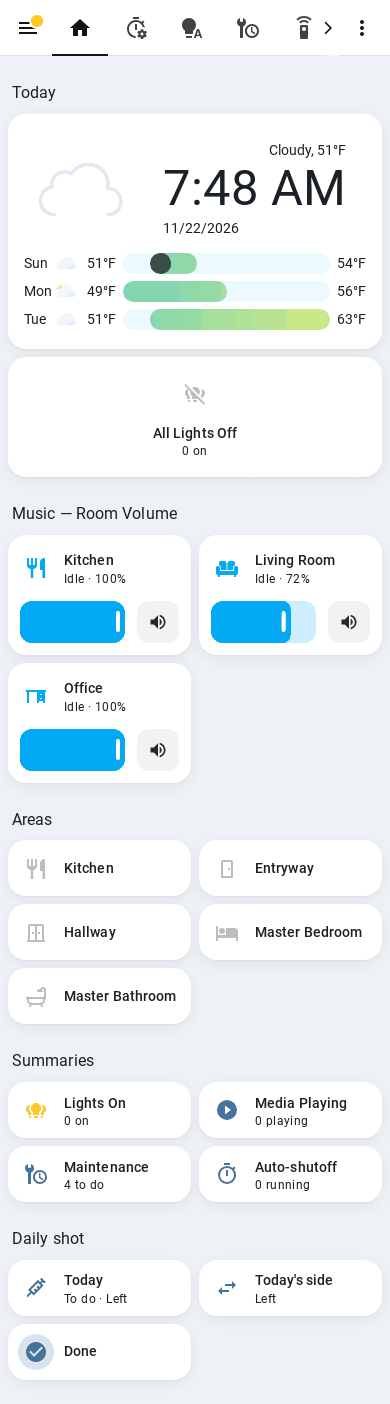 A
Today
Cloudy, 51°F
7:48 AM
11/22/2026
Sun 51°F 54°F
Mon 49°F 56°F
Tue 51°F 63°F
All Lights Off
0 on
Music — Room Volume
Kitchen
Idle · 100%
Living Room
Idle · 72%
Office
Idle · 100%
Areas
Kitchen
Entryway
Hallway
Master Bedroom
Master Bathroom
Summaries
Lights On
0 on
Media Playing
0 playing
Maintenance
4 to do
Auto-shutoff
0 running
Daily shot
Today
To do · Left
Today's side
Left
Done